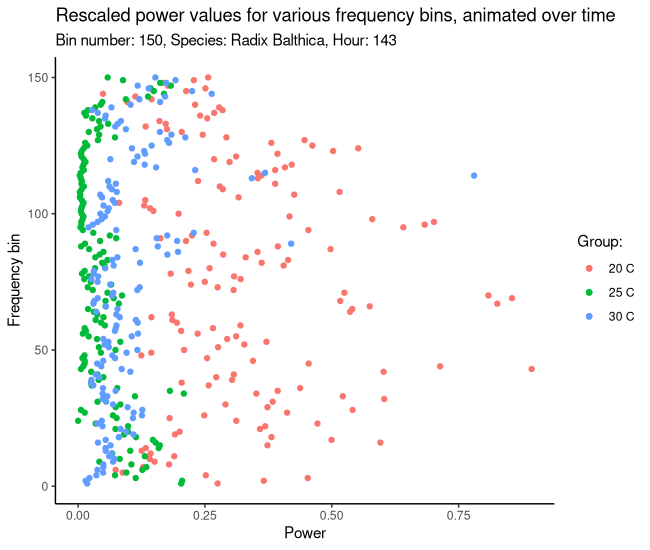 Rescaled power values for various frequency bins, animated over time
Bin number: 150, Species: Radix Balthica, Hour: 143
150
100
50
0
Frequency bin
0.00
0.25
0.50
0.75
Power
Group:
20 C
25 C
30 C